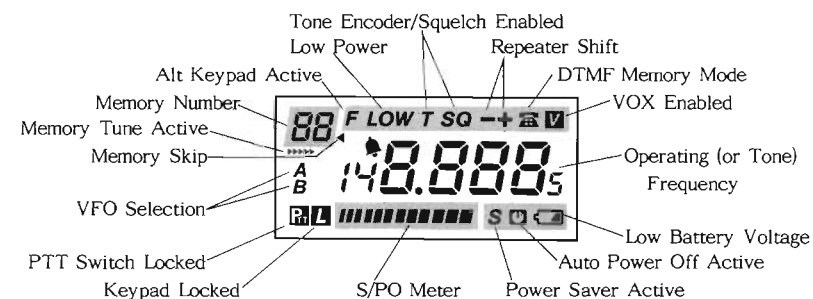 Tone Encoder/Squelch Enabled
Low Power
Repeater Shift
Alt Keypad Active
DTMF Memory Mode
Memory Number
VOX Enabled
Memory Tune Active
Memory Skip
88 F LOW T SQ -+ V
A
B
148.8885
Operating (or Tone)
Frequency
VFO Selection
PTT L
S
Low Battery Voltage
PTT Switch Locked
Auto Power Off Active
Keypad Locked
S/PO Meter
Power Saver Active